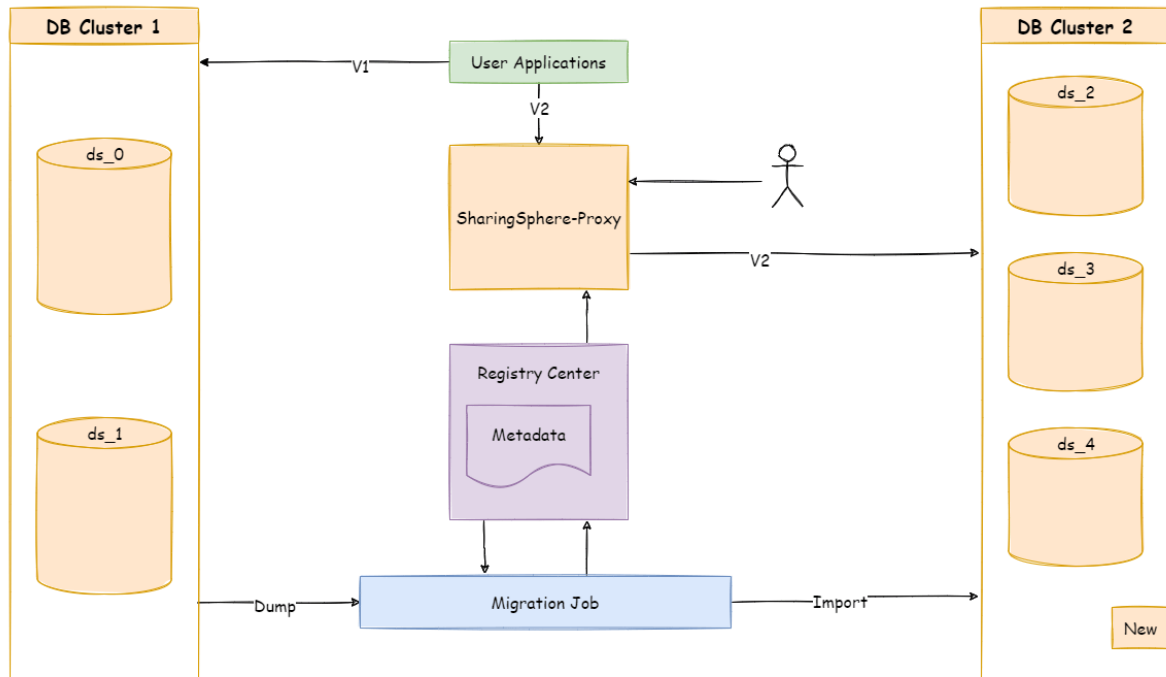 DB Cluster 1
DB Cluster 2
User Applications
V1
ds_2
V2
ds_0
SharingSphere-Proxy
V2
ds_3
Registry Center
Metadata
ds_1
ds_4
Dump
Migration Job
Import
New